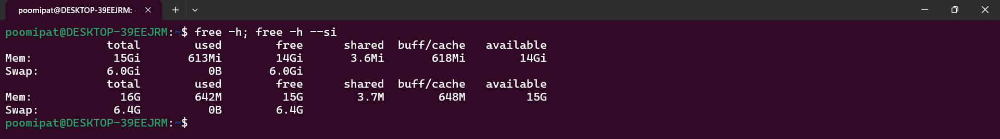 poomipat@DESKTOP-39EEJRM: ~
poomipat@DESKTOP-39EEJRM:~$ free -h; free -h --si
               total        used        free      shared  buff/cache   available
Mem:            15Gi       613Mi        14Gi       3.6Mi       618Mi        14Gi
Swap:          6.0Gi          0B       6.0Gi
               total        used        free      shared  buff/cache   available
Mem:             16G        642M         15G        3.7M        648M         15G
Swap:           6.4G          0B        6.4G
poomipat@DESKTOP-39EEJRM:~$